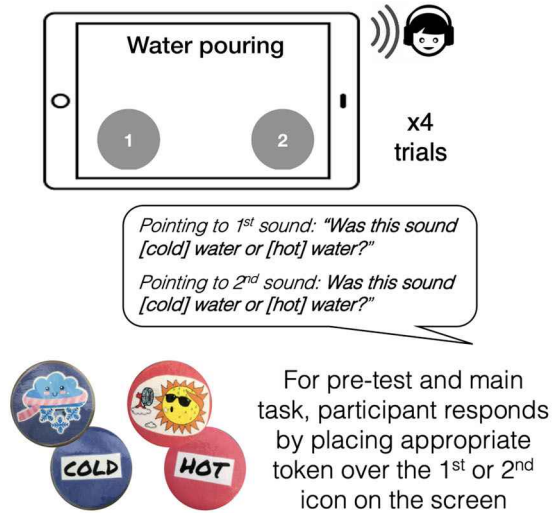 Water pouring
1
2
x4
trials
Pointing to 1st sound: “Was this sound
[cold] water or [hot] water?”
Pointing to 2nd sound: Was this sound
[cold] water or [hot] water?”
COLD
HOT
For pre-test and main
task, participant responds
by placing appropriate
token over the 1st or 2nd
icon on the screen